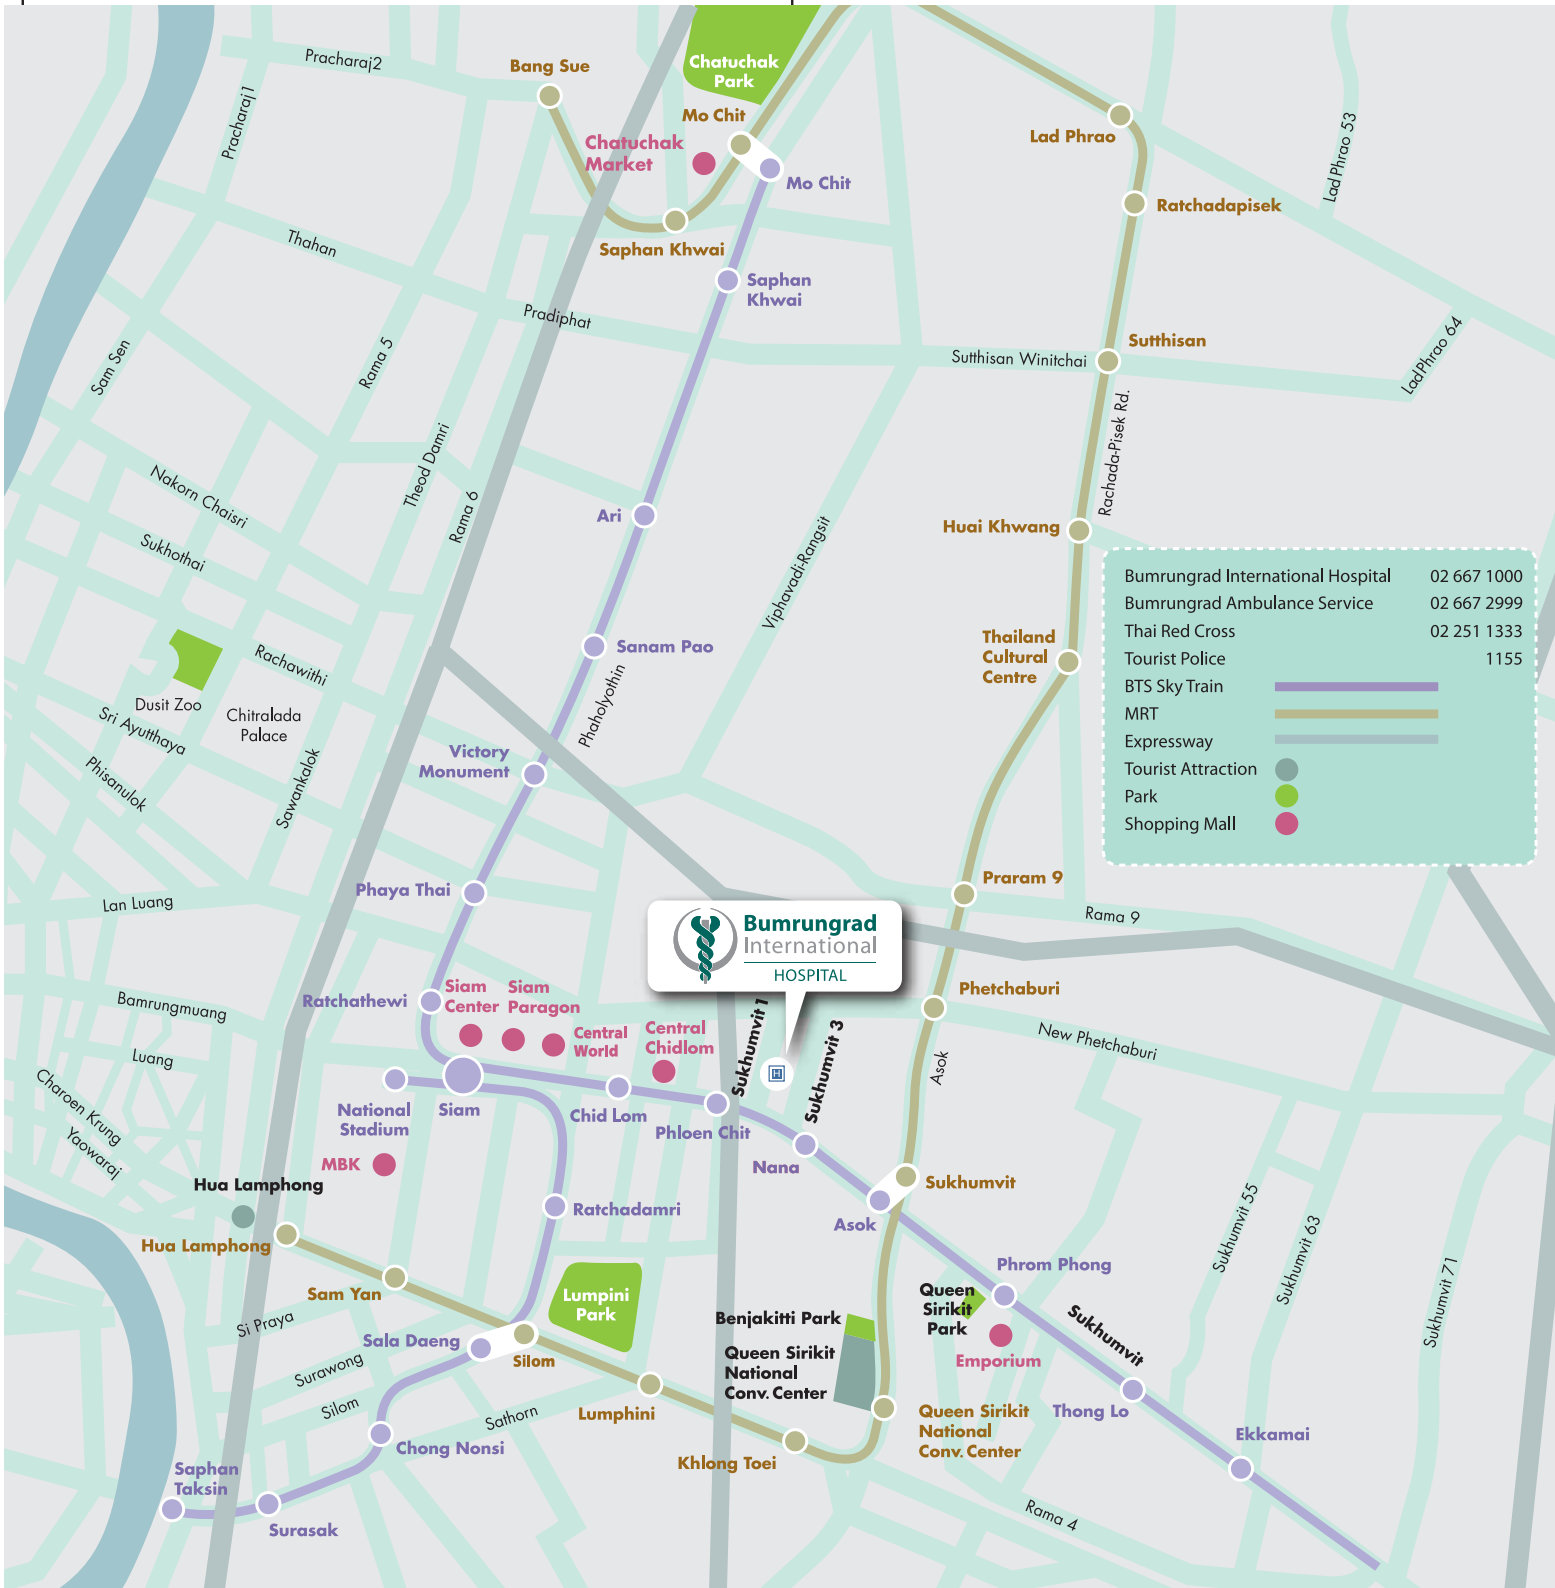 Pracharaj2
Bang Sue
Chatuchak
Park
Pracharaj1
Mo Chit
Lad Phrao
Lad Phrao 53
Chatuchak
Market
Mo Chit
Ratchadapisek
Thahan
Saphan Khwai
Saphan
Khwai
Pradiphat
Sutthisan
Sutthisan Winitchai
LadPhrao 64
Sam Sen
Rama 5
Theod Damri
Rachada-Pisek Rd.
Nakorn Chaisri
Rama 6
Ari
Huai Khwang
Sukhothai
Viphavadi-Rangsit
Bumrungrad International Hospital 02 667 1000
Bumrungrad Ambulance Service 02 667 2999
Thai Red Cross 02 251 1333
Tourist Police 1155
BTS Sky Train
MRT
Expressway
Tourist Attraction
Park
Shopping Mall
Sanam Pao
Thailand
Cultural
Centre
Rachawithi
Dusit Zoo
Chitralada
Palace
Sri Ayutthaya
Phaholyothin
Victory
Monument
Phisanulok
Sawankalok
Phaya Thai
Praram 9
Lan Luang
Rama 9
Bumrungrad
International
HOSPITAL
Ratchathewi
Siam
Center
Siam
Paragon
Phetchaburi
Bamrungmuang
Central
World
Central
Chidlom
Sukhumvit 1
Sukhumvit 3
H
New Phetchaburi
Luang
Asok
Charoen Krung
Yaowaraj
National
Stadium
Siam
Chid Lom
Phloen Chit
Nana
MBK
Hua Lamphong
Sukhumvit
Ratchadamri
Asok
Hua Lamphong
Sukhumvit 55
Sukhumvit 63
Sukhumvit 71
Phrom Phong
Sam Yan
Lumpini
Park
Queen
Sirikit
Park
Si Praya
Benjakitti Park
Sukhumvit
Sala Daeng
Silom
Queen Sirikit
National
Conv. Center
Emporium
Surawong
Silom
Sathorn
Lumphini
Thong Lo
Queen Sirikit
National
Conv. Center
Ekkamai
Chong Nonsi
Khlong Toei
Saphan
Taksin
Surasak
Rama 4